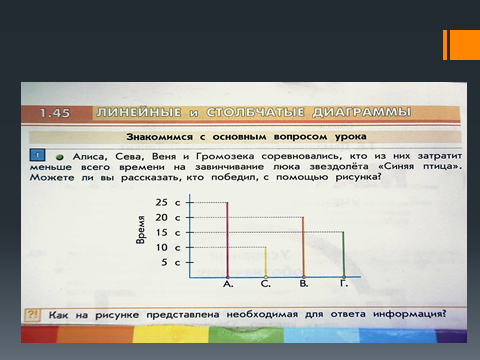 1.45 ЛИНЕЙНЫЕ и СТОЛБЧАТЫЕ ДИАГРАММЫ
Знакомимся с основным вопросом урока
! Алиса, Сева, Веня и Громозека соревновались, кто из них затратит
меньше всего времени на завинчивание люка звездолёта «Синяя птица».
Можете ли вы рассказать, кто победил, с помощью рисунка?
Время
25 с
20 с
15 с
10 с
5 с
А. С. В. Г.
?! Как на рисунке представлена необходимая для ответа информация?